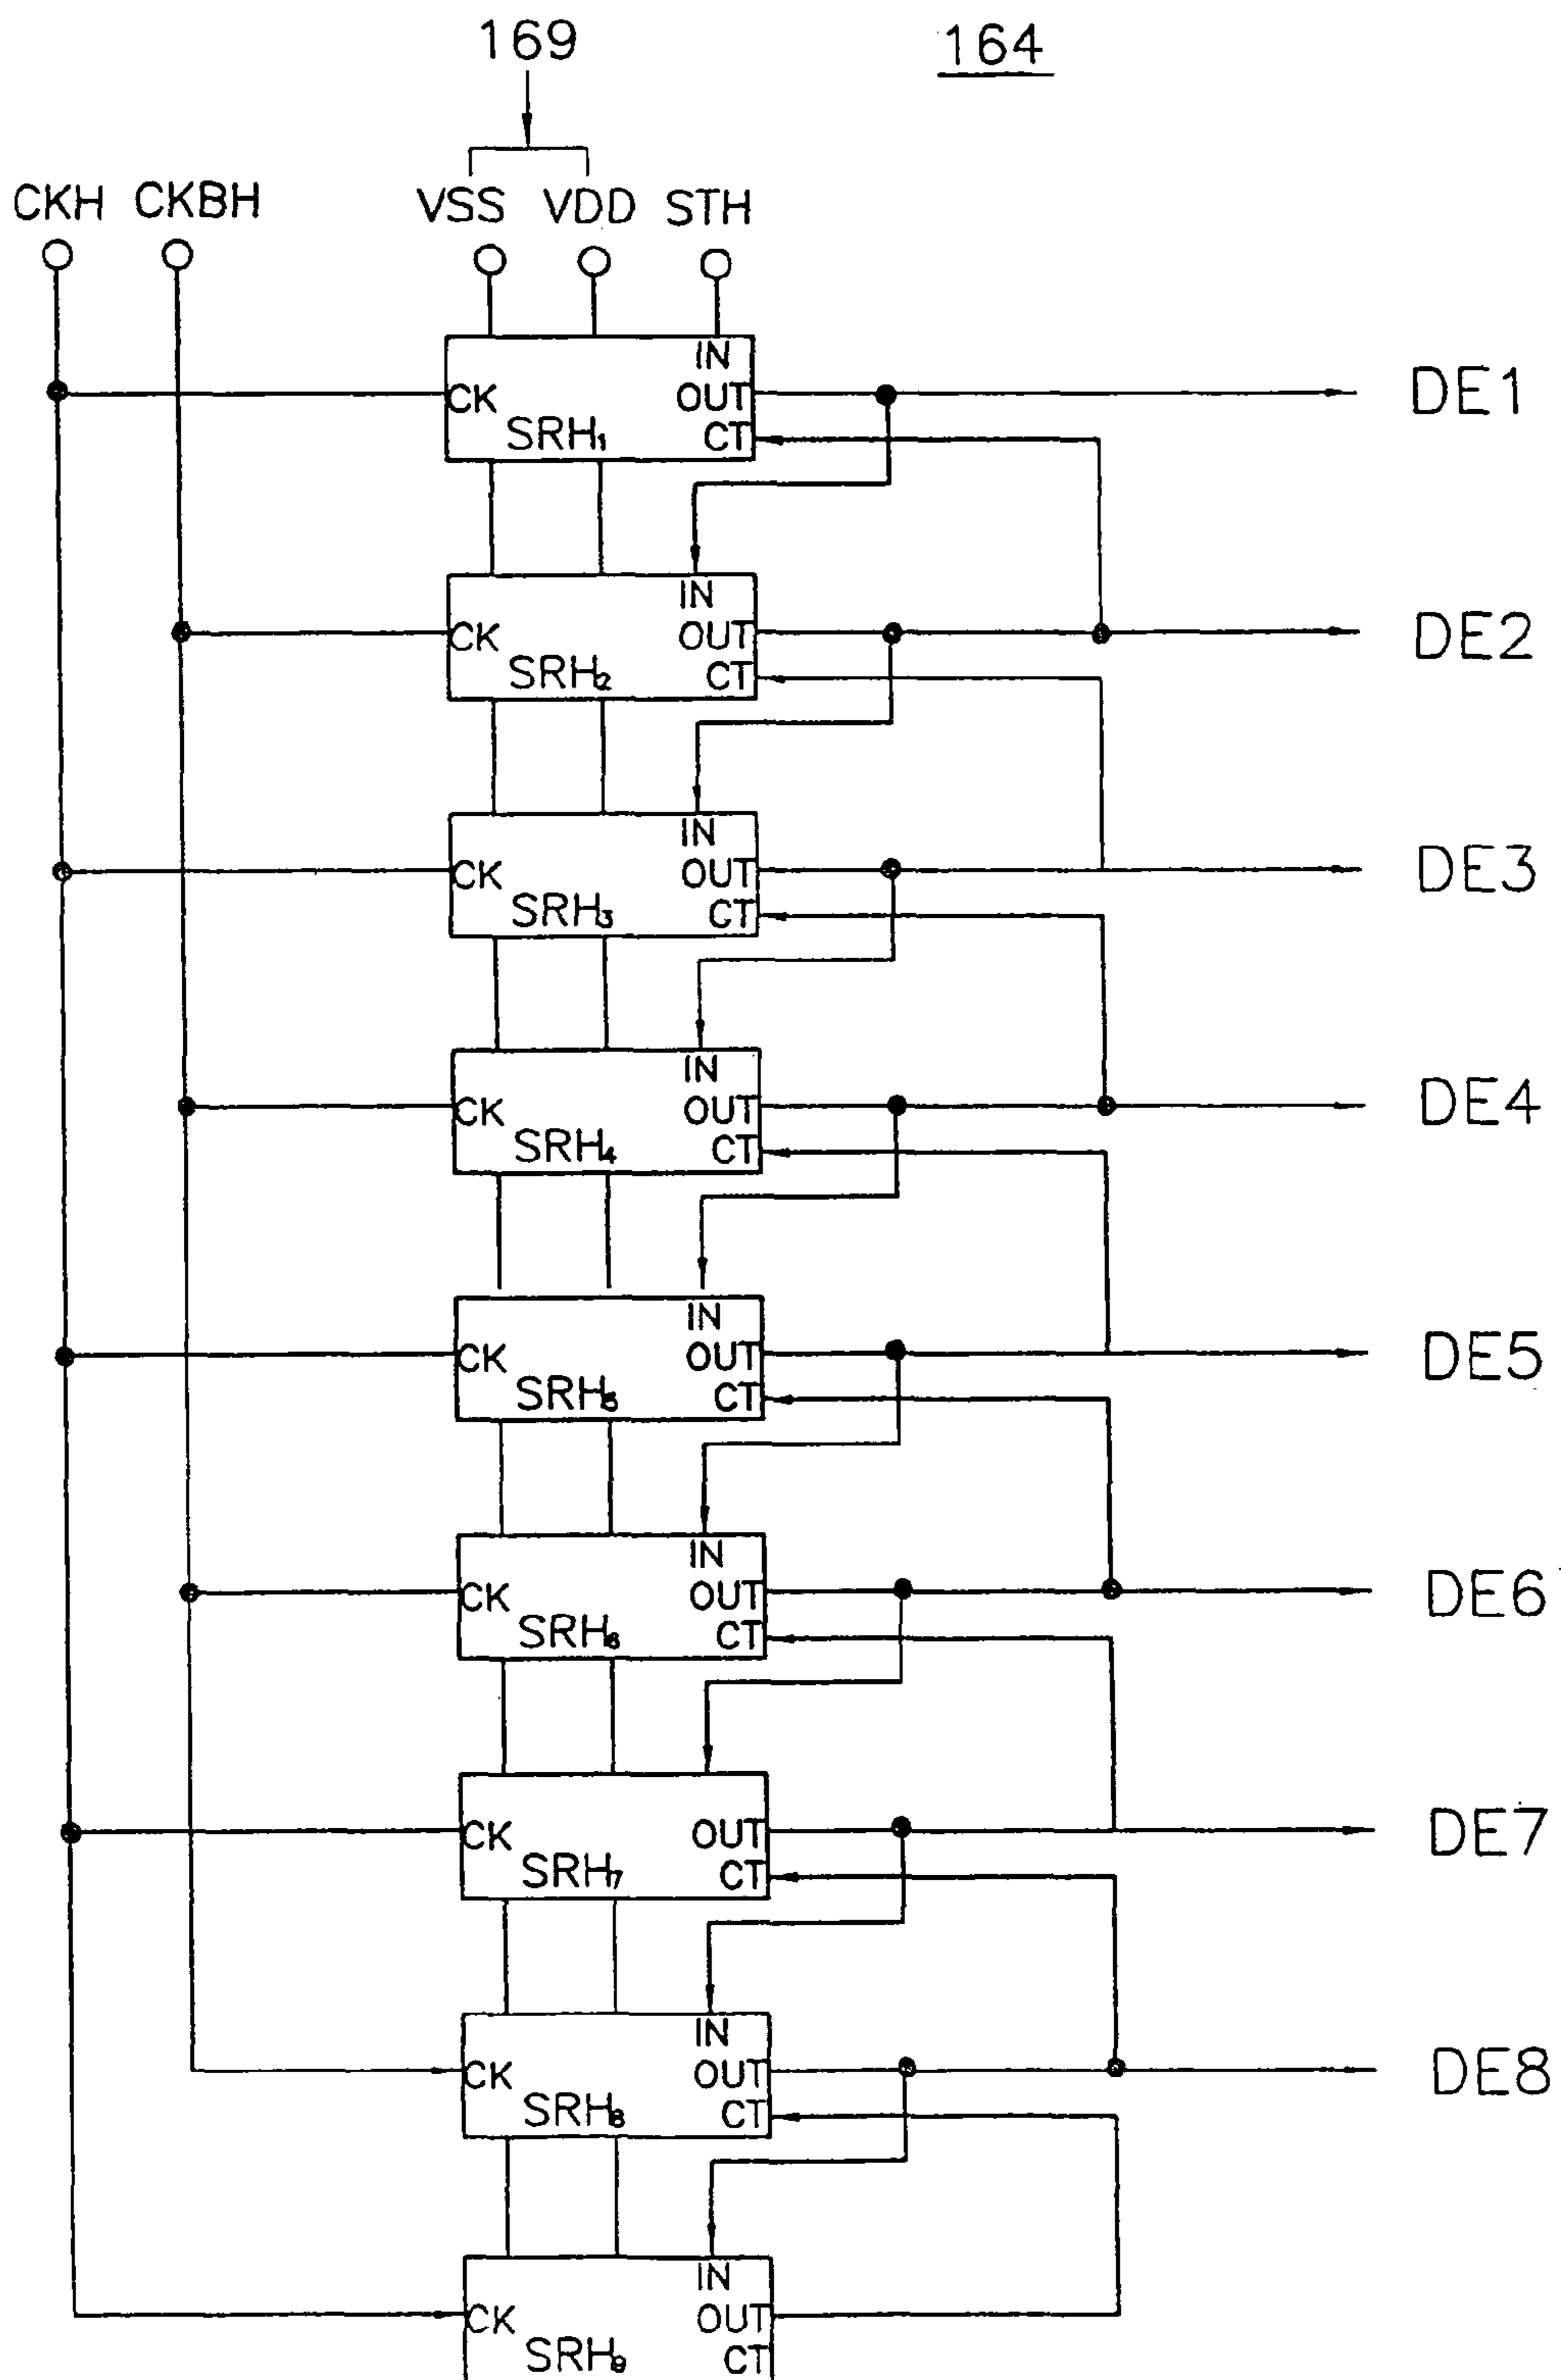 169 164
CKH CKBH VSS VDD STH
IN
CK OUT DE1
SRH1 CT
IN
CK OUT DE2
SRH2 CT
IN
CK OUT DE3
SRH3 CT
IN
CK OUT DE4
SRH4 CT
IN
CK OUT DE5
SRH5 CT
IN
CK OUT DE6
SRH6 CT
CK OUT DE7
SRH7 CT
IN
CK OUT DE8
SRH8 CT
IN
CK OUT
SRH9 CT